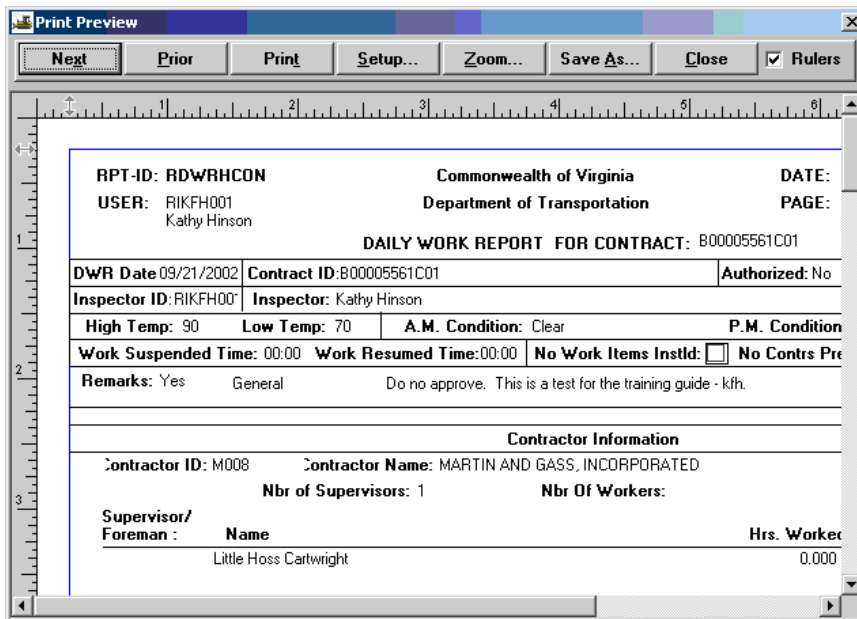 Print Preview
Next Prior Print Setup... Zoom... Save As... Close Rulers
1 2 3 4 5 6
RPT-ID: RDWRHCON Commonwealth of Virginia DATE:
USER: RIKFH001 Department of Transportation PAGE:
Kathy Hinson
1
DAILY WORK REPORT FOR CONTRACT: B00005561C01
DWR Date 09/21/2002 Contract ID:B00005561C01 Authorized: No
Inspector ID:RIKFH00 Inspector: Kathy Hinson
High Temp: 90 Low Temp: 70 A.M. Condition: Clear P.M. Condition
Work Suspended Time: 00:00 Work Resumed Time:00:00 No Work Items Instld: No Contrs Pre
2
Remarks: Yes General Do no approve. This is a test for the training guide - kfh.
Contractor Information
Contractor ID: M008 Contractor Name: MARTIN AND GASS, INCORPORATED
Nbr of Supervisors: 1 Nbr Of Workers:
3
Supervisor/
Foreman : Name Hrs. Worked
Little Hoss Cartwright 0.000